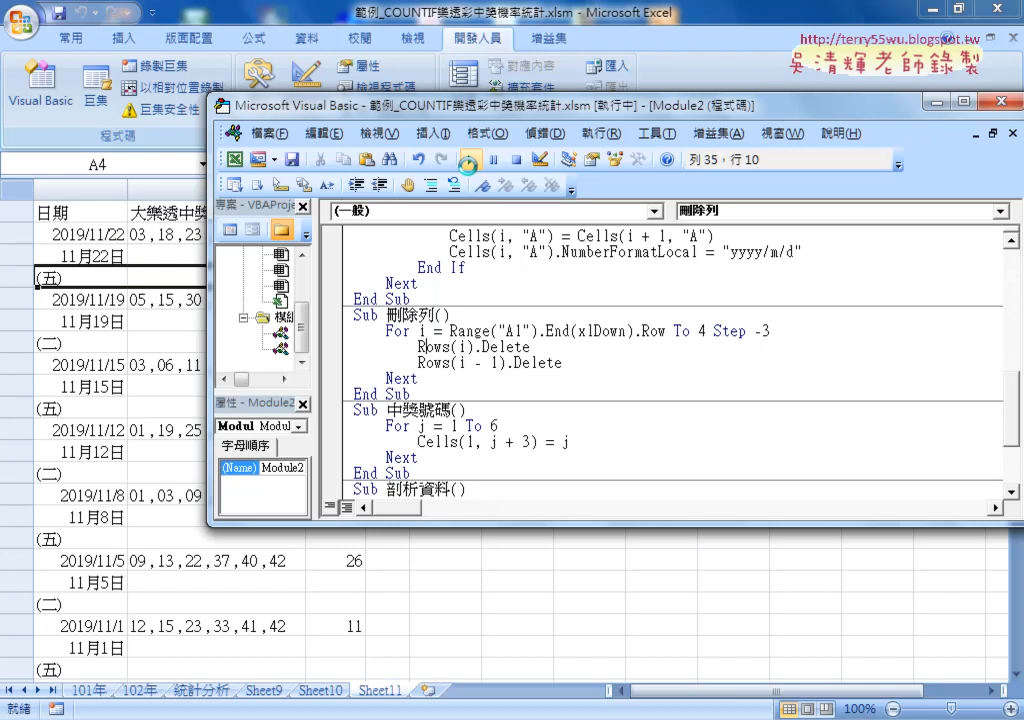 範例_COUNTIF樂透彩中獎機率統計.xlsm - Microsoft Excel
常用 插入 版面配置 公式 資料 校閱 檢視 開發人員 增益集
http://terry55wu.blogspot.tw
吳清輝老師錄製
Visual Basic 巨集 錄製巨集 以相對位置錄製 巨集安全性 屬性 檢視程式碼 對應內容 擴充套件 匯入
程式碼
A4
Microsoft Visual Basic - 範例_COUNTIF樂透彩中獎機率統計.xlsm [執行中] - [Module2 (程式碼)]
檔案(F) 編輯(E) 檢視(V) 插入(I) 格式(O) 偵錯(D) 執行(R) 工具(T) 增益集(A) 視窗(W) 說明(H)
列 35，行 10
專案 - VBAProje
(一般) 刪除列
Cells(i, "A") = Cells(i + 1, "A")
Cells(i, "A").NumberFormatLocal = "yyyy/m/d"
End If
Next
End Sub
Sub 刪除列()
For i = Range("A1").End(xlDown).Row To 4 Step -3
Rows(i).Delete
Rows(i - 1).Delete
Next
End Sub
Sub 中獎號碼()
For j = 1 To 6
Cells(1, j + 3) = j
Next
End Sub
Sub 剖析資料()
模組
屬性 - Module2
Modul Modul
字母順序
(Name) Module2
日期 大樂透中獎
2019/11/22 03,18,23
11月22日
(五)
2019/11/19 05,15,30
11月19日
(二)
2019/11/15 03,06,11
11月15日
(五)
2019/11/12 01,19,25
11月12日
(二)
2019/11/8 01,03,09
11月8日
(五)
2019/11/5 09,13,22,37,40,42 26
11月5日
(二)
2019/11/1 12,15,23,33,41,42 11
11月1日
(五)
101年 102年 統計分析 Sheet9 Sheet10 Sheet11
就緒 100%